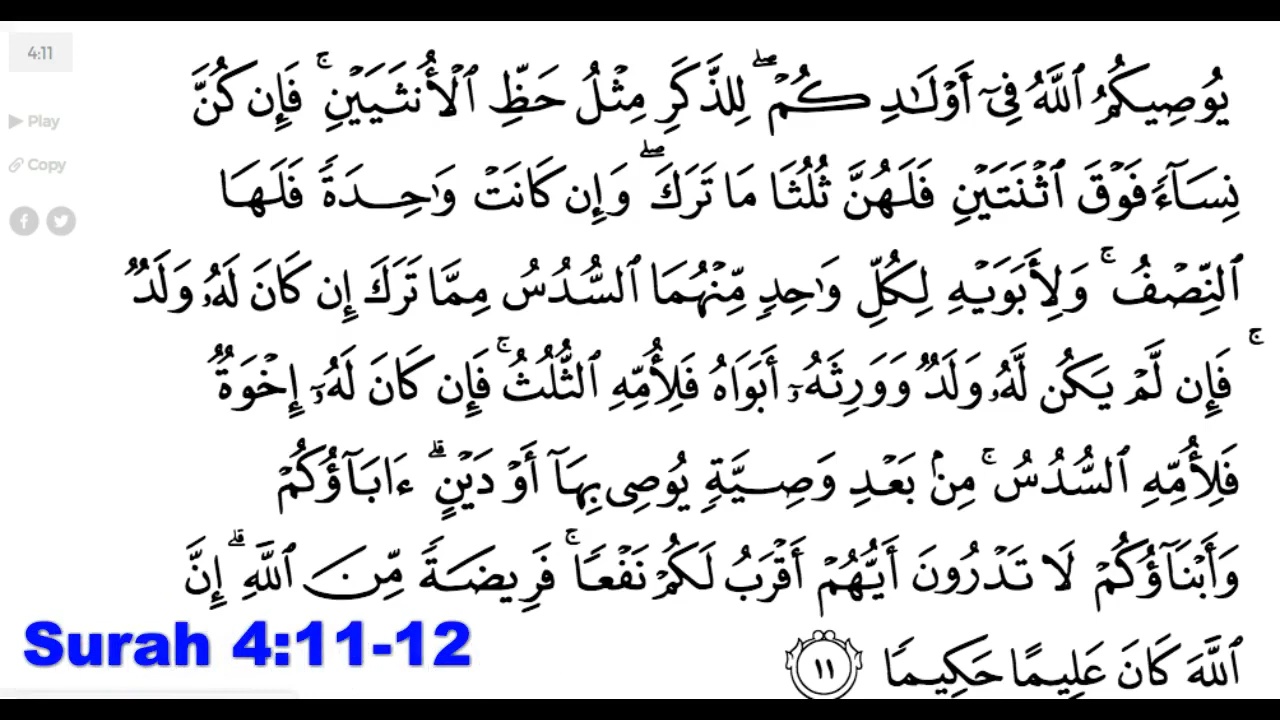 4:11
Play
Copy
يُوصِيكُمُ ٱللَّهُ فِىٓ أَوْلَـٰدِكُمْ ۖ لِلذَّكَرِ مِثْلُ حَظِّ ٱلْأُنثَيَيْنِ ۚ فَإِن كُنَّ
نِسَآءًۭ فَوْقَ ٱثْنَتَيْنِ فَلَهُنَّ ثُلُثَا مَا تَرَكَ ۖ وَإِن كَانَتْ وَٰحِدَةًۭ فَلَهَا
ٱلنِّصْفُ ۚ وَلِأَبَوَيْهِ لِكُلِّ وَٰحِدٍۢ مِّنْهُمَا ٱلسُّدُسُ مِمَّا تَرَكَ إِن كَانَ لَهُۥ وَلَدٌۭ
ۚ فَإِن لَّمْ يَكُن لَّهُۥ وَلَدٌۭ وَوَرِثَهُۥٓ أَبَوَاهُ فَلِأُمِّهِ ٱلثُّلُثُ ۚ فَإِن كَانَ لَهُۥٓ إِخْوَةٌۭ
فَلِأُمِّهِ ٱلسُّدُسُ ۚ مِنۢ بَعْدِ وَصِيَّةٍۢ يُوصِى بِهَآ أَوْ دَيْنٍ ۗ ءَابَآؤُكُمْ
وَأَبْنَآؤُكُمْ لَا تَدْرُونَ أَيُّهُمْ أَقْرَبُ لَكُمْ نَفْعًۭا ۚ فَرِيضَةًۭ مِّنَ ٱللَّهِ ۗ إِنَّ
ٱللَّهَ كَانَ عَلِيمًا حَكِيمًۭا ١١
Surah 4:11-12